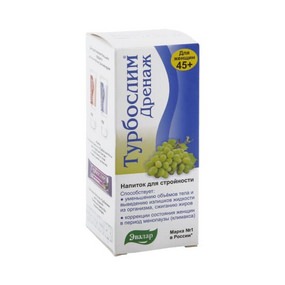 Для
женщин
45+
Турбослим
Дренаж
Напиток для стройности
Способствует:
• уменьшению объёмов тела и
выведению излишков жидкости
из организма, сжиганию жиров
• коррекции состояния женщин
в период менопаузы (климакса)
Эвалар
Марка №1
в России*